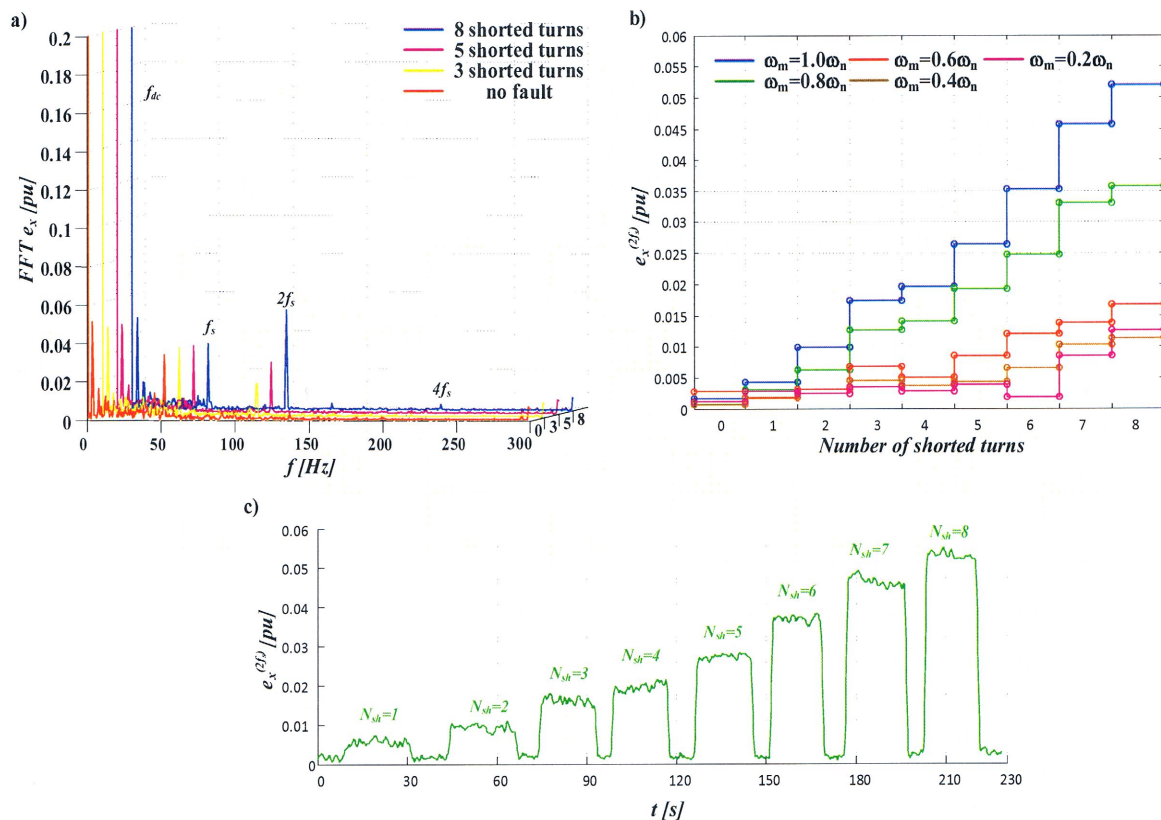 a)
8 shorted turns
5 shorted turns
3 shorted turns
no fault
FFT e_x [pu]
0.2
0.18
0.16
0.14
0.12
0.1
0.08
0.06
0.04
0.02
0
f_dc
f_s
2f_s
4f_s
0 50 100 150 200 250 300
0 3 5 8
f [Hz]
b)
ω_m=1.0ω_n ω_m=0.6ω_n ω_m=0.2ω_n
ω_m=0.8ω_n ω_m=0.4ω_n
e_x^(2f_s) [pu]
0.06
0.055
0.05
0.045
0.04
0.035
0.03
0.025
0.02
0.015
0.01
0.005
0
0 1 2 3 4 5 6 7 8
Number of shorted turns
c)
e_x^(2f_s) [pu]
0.06
0.05
0.04
0.03
0.02
0.01
0
N_sh=1
N_sh=2
N_sh=3
N_sh=4
N_sh=5
N_sh=6
N_sh=7
N_sh=8
0 30 60 90 120 150 180 210 230
t [s]